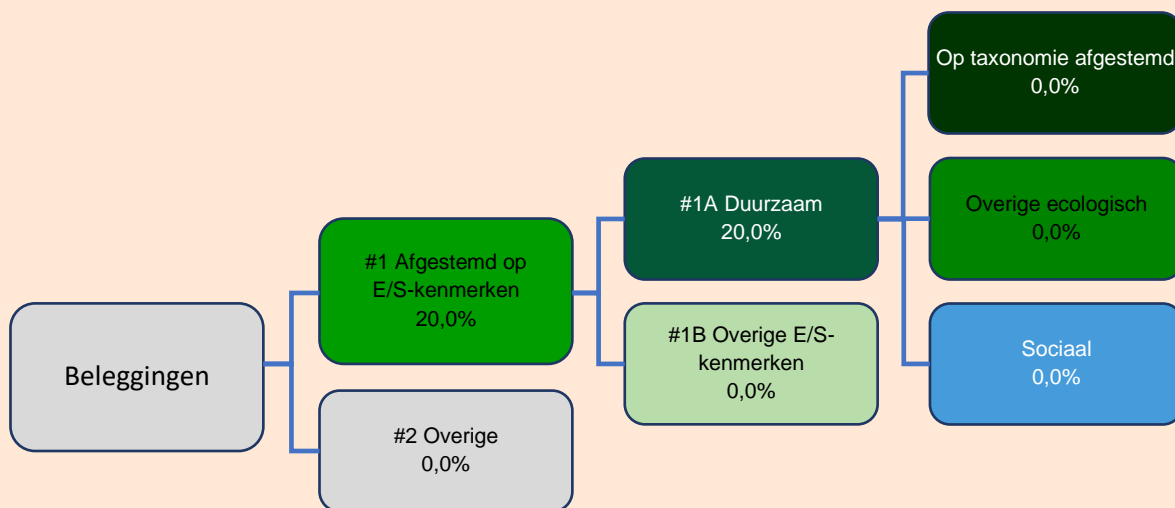 Beleggingen
#1 Afgestemd op
E/S-kenmerken
20,0%
#2 Overige
0,0%
#1A Duurzaam
20,0%
#1B Overige E/S-
kenmerken
0,0%
Op taxonomie afgestemd
0,0%
Overige ecologisch
0,0%
Sociaal
0,0%